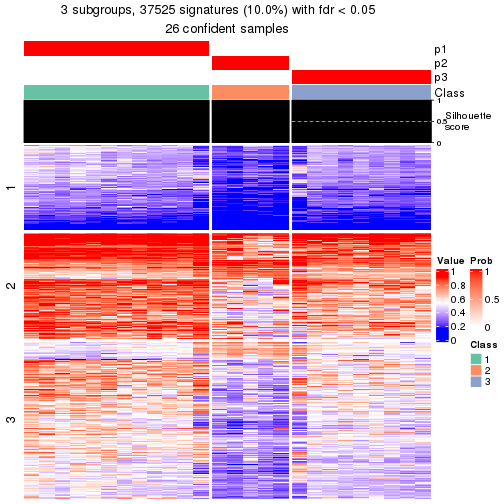 3 subgroups, 37525 signatures (10.0%) with fdr < 0.05
26 confident samples
p1
p2
p3
Class
1
0.5
0
Silhouette
score
1
2
3
Value
1
0.8
0.6
0.4
0.2
0
Prob
1
0.5
0
Class
1
2
3